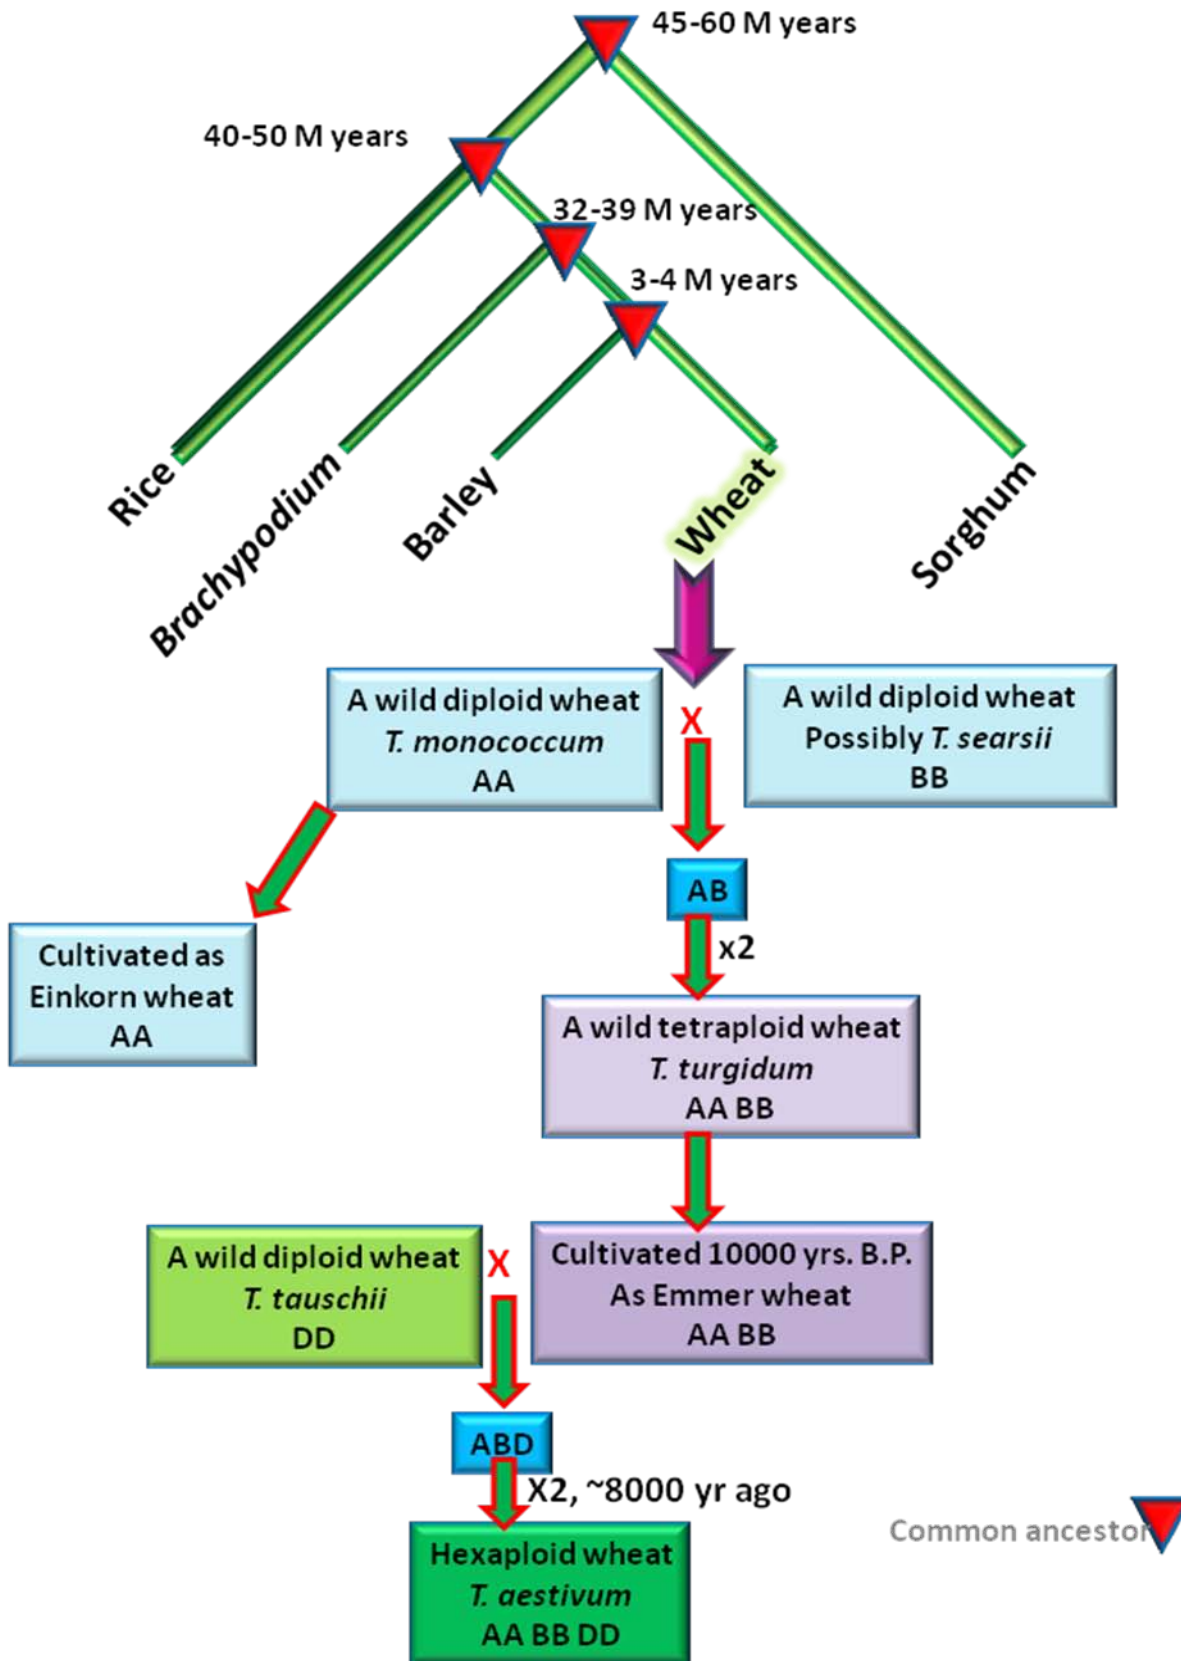 45-60 M years
40-50 M years
32-39 M years
3-4 M years
Rice
Brachypodium
Barley
Wheat
Sorghum
A wild diploid wheat
T. monococcum
AA
X
A wild diploid wheat
Possibly T. searsii
BB
AB
x2
Cultivated as
Einkorn wheat
AA
A wild tetraploid wheat
T. turgidum
AA BB
A wild diploid wheat
T. tauschii
DD
X
Cultivated 10000 yrs. B.P.
As Emmer wheat
AA BB
ABD
X2, ~8000 yr ago
Common ancestor
Hexaploid wheat
T. aestivum
AA BB DD